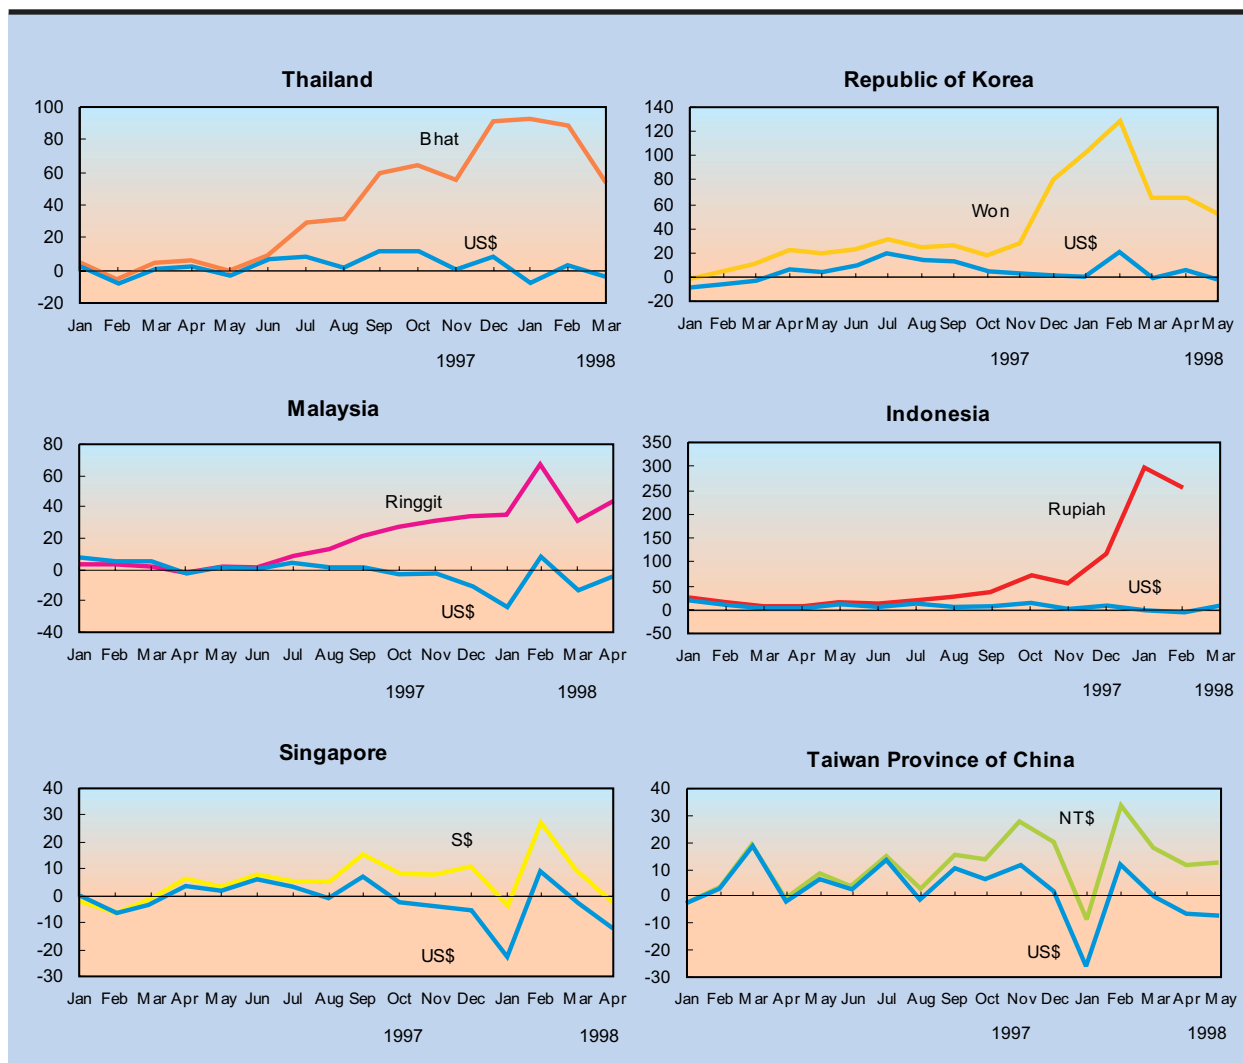 Thailand
100
80
60
40
20
0
-20
Bhat
US$
Jan Feb Mar Apr May Jun Jul Aug Sep Oct Nov Dec Jan Feb Mar
1997 1998
Republic of Korea
140
120
100
80
60
40
20
0
-20
Won
US$
Jan Feb Mar Apr May Jun Jul Aug Sep Oct Nov Dec Jan Feb Mar Apr May
1997 1998
Malaysia
80
60
40
20
0
-20
-40
Ringgit
US$
Jan Feb Mar Apr May Jun Jul Aug Sep Oct Nov Dec Jan Feb Mar Apr
1997 1998
Indonesia
350
300
250
200
150
100
50
0
-50
Rupiah
US$
Jan Feb Mar Apr May Jun Jul Aug Sep Oct Nov Dec Jan Feb Mar
1997 1998
Singapore
40
30
20
10
0
-10
-20
-30
S$
US$
Jan Feb Mar Apr May Jun Jul Aug Sep Oct Nov Dec Jan Feb Mar Apr
1997 1998
Taiwan Province of China
40
30
20
10
0
-10
-20
-30
NT$
US$
Jan Feb Mar Apr May Jun Jul Aug Sep Oct Nov Dec Jan Feb Mar Apr May
1997 1998